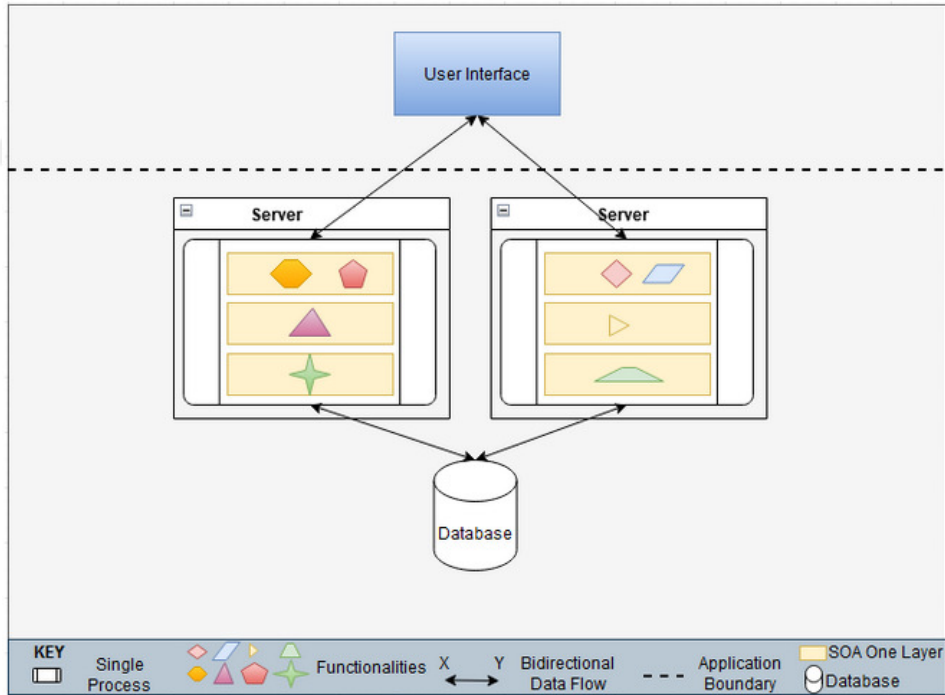 User Interface
Server
Server
Database
KEY
Single
Process
Functionalities
X Y
Bidirectional
Data Flow
Application
Boundary
SOA One Layer
Database